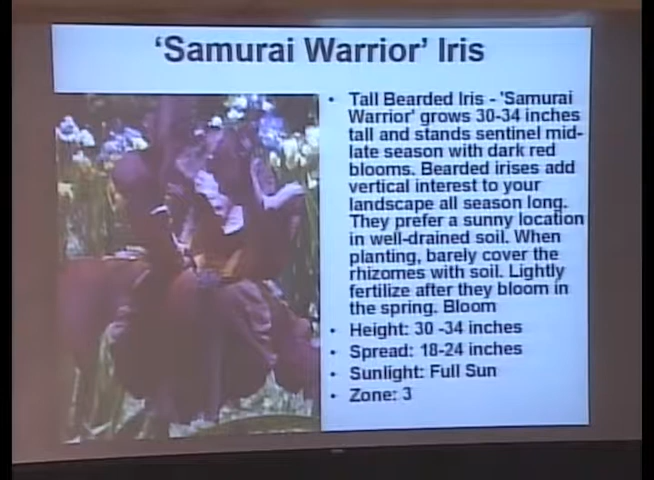 ‘Samurai Warrior’ Iris
• Tall Bearded Iris - 'Samurai
Warrior' grows 30-34 inches
tall and stands sentinel mid-
late season with dark red
blooms. Bearded irises add
vertical interest to your
landscape all season long.
They prefer a sunny location
in well-drained soil. When
planting, barely cover the
rhizomes with soil. Lightly
fertilize after they bloom in
the spring. Bloom
• Height: 30 -34 inches
• Spread: 18-24 inches
• Sunlight: Full Sun
• Zone: 3